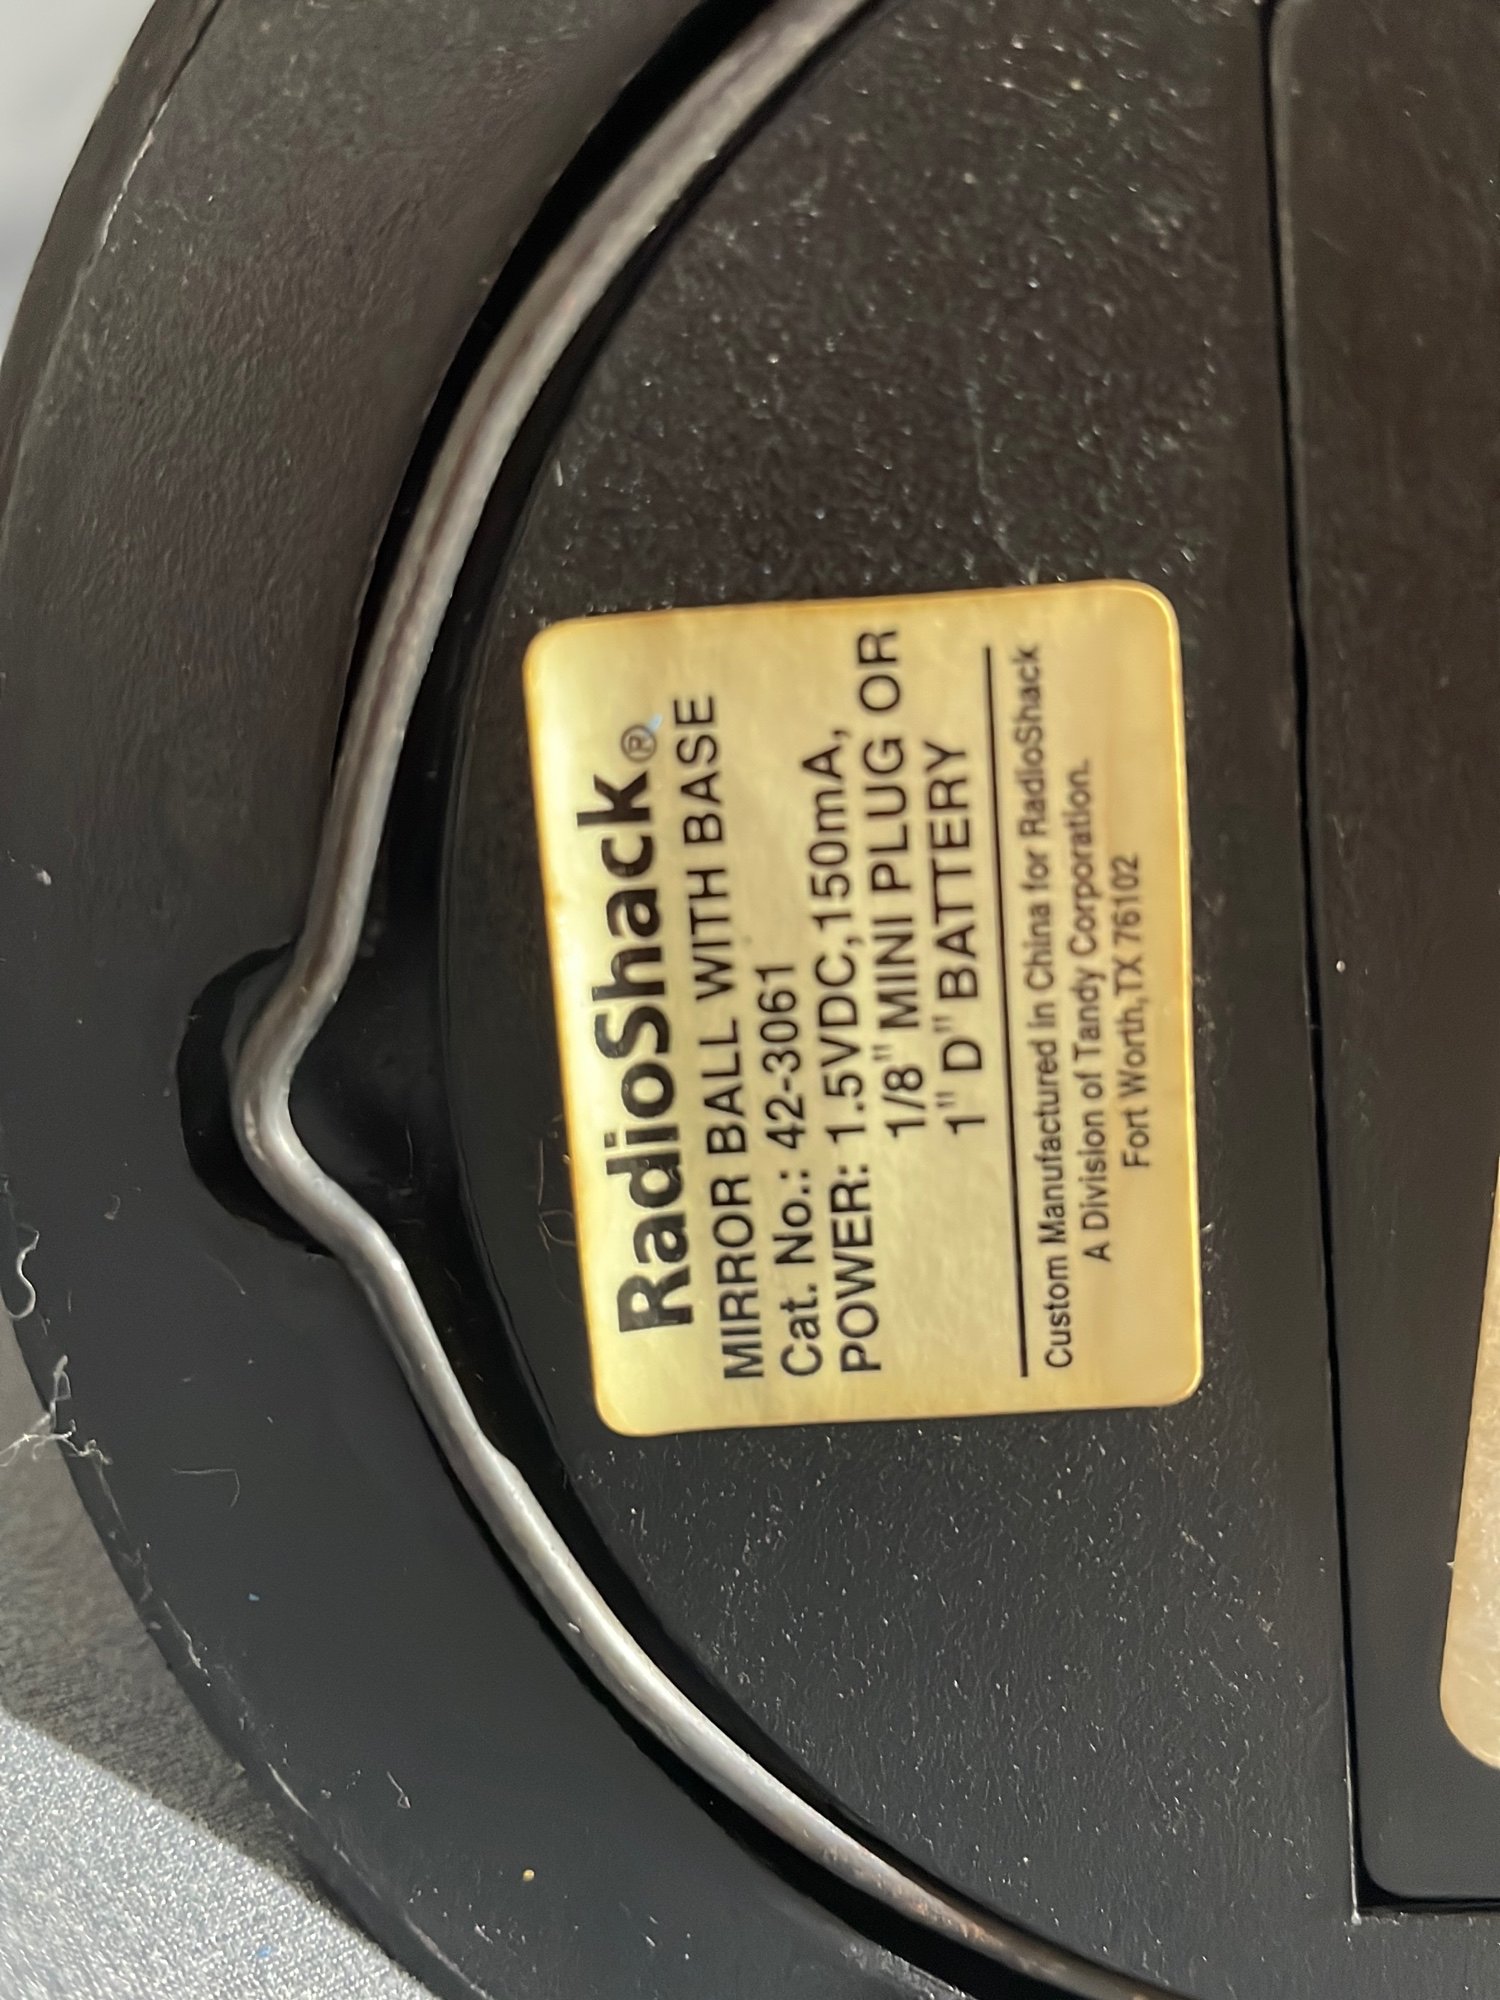 RadioShack®
MIRROR BALL WITH BASE
Cat. No.: 42-3061
POWER: 1.5VDC,150mA,
1/8" MINI PLUG OR
1"D"BATTERY
Custom Manufactured in China for RadioShack
A Division of Tandy Corporation.
Fort Worth,TX 76102